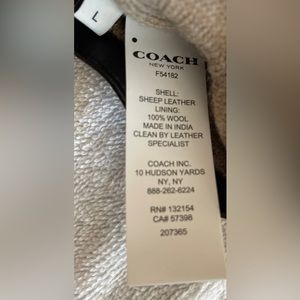 L
COACH
NEW YORK
F54182
SHELL:
SHEEP LEATHER
LINING:
100% WOOL
MADE IN INDIA
CLEAN BY LEATHER
SPECIALIST
COACH INC.
10 HUDSON YARDS
NY, NY
888-262-6224
RN# 132154
CA# 57398
207365